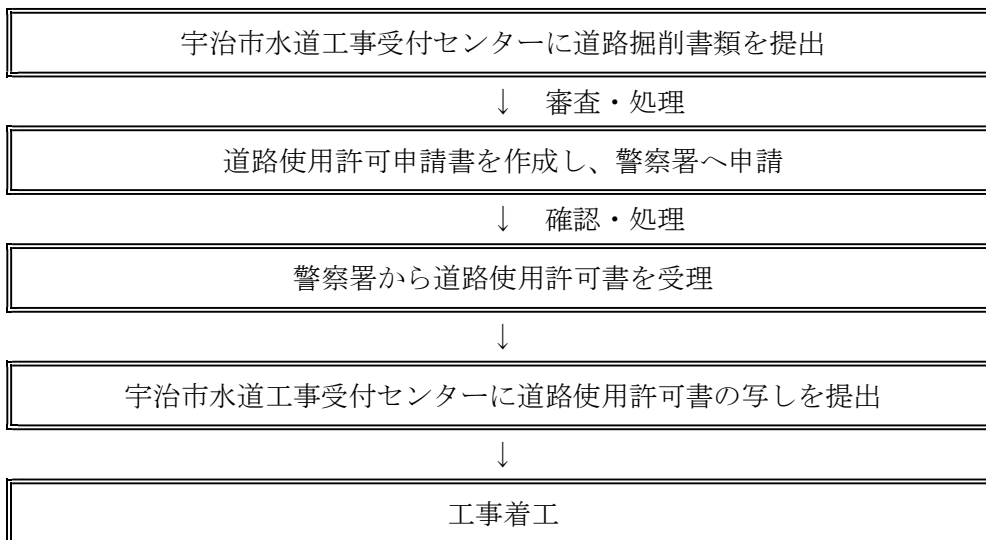 宇治市水道工事受付センターに道路掘削書類を提出
↓ 審査・処理
道路使用許可申請書を作成し、警察署へ申請
↓ 確認・処理
警察署から道路使用許可書を受理
↓
宇治市水道工事受付センターに道路使用許可書の写しを提出
↓
工事着工